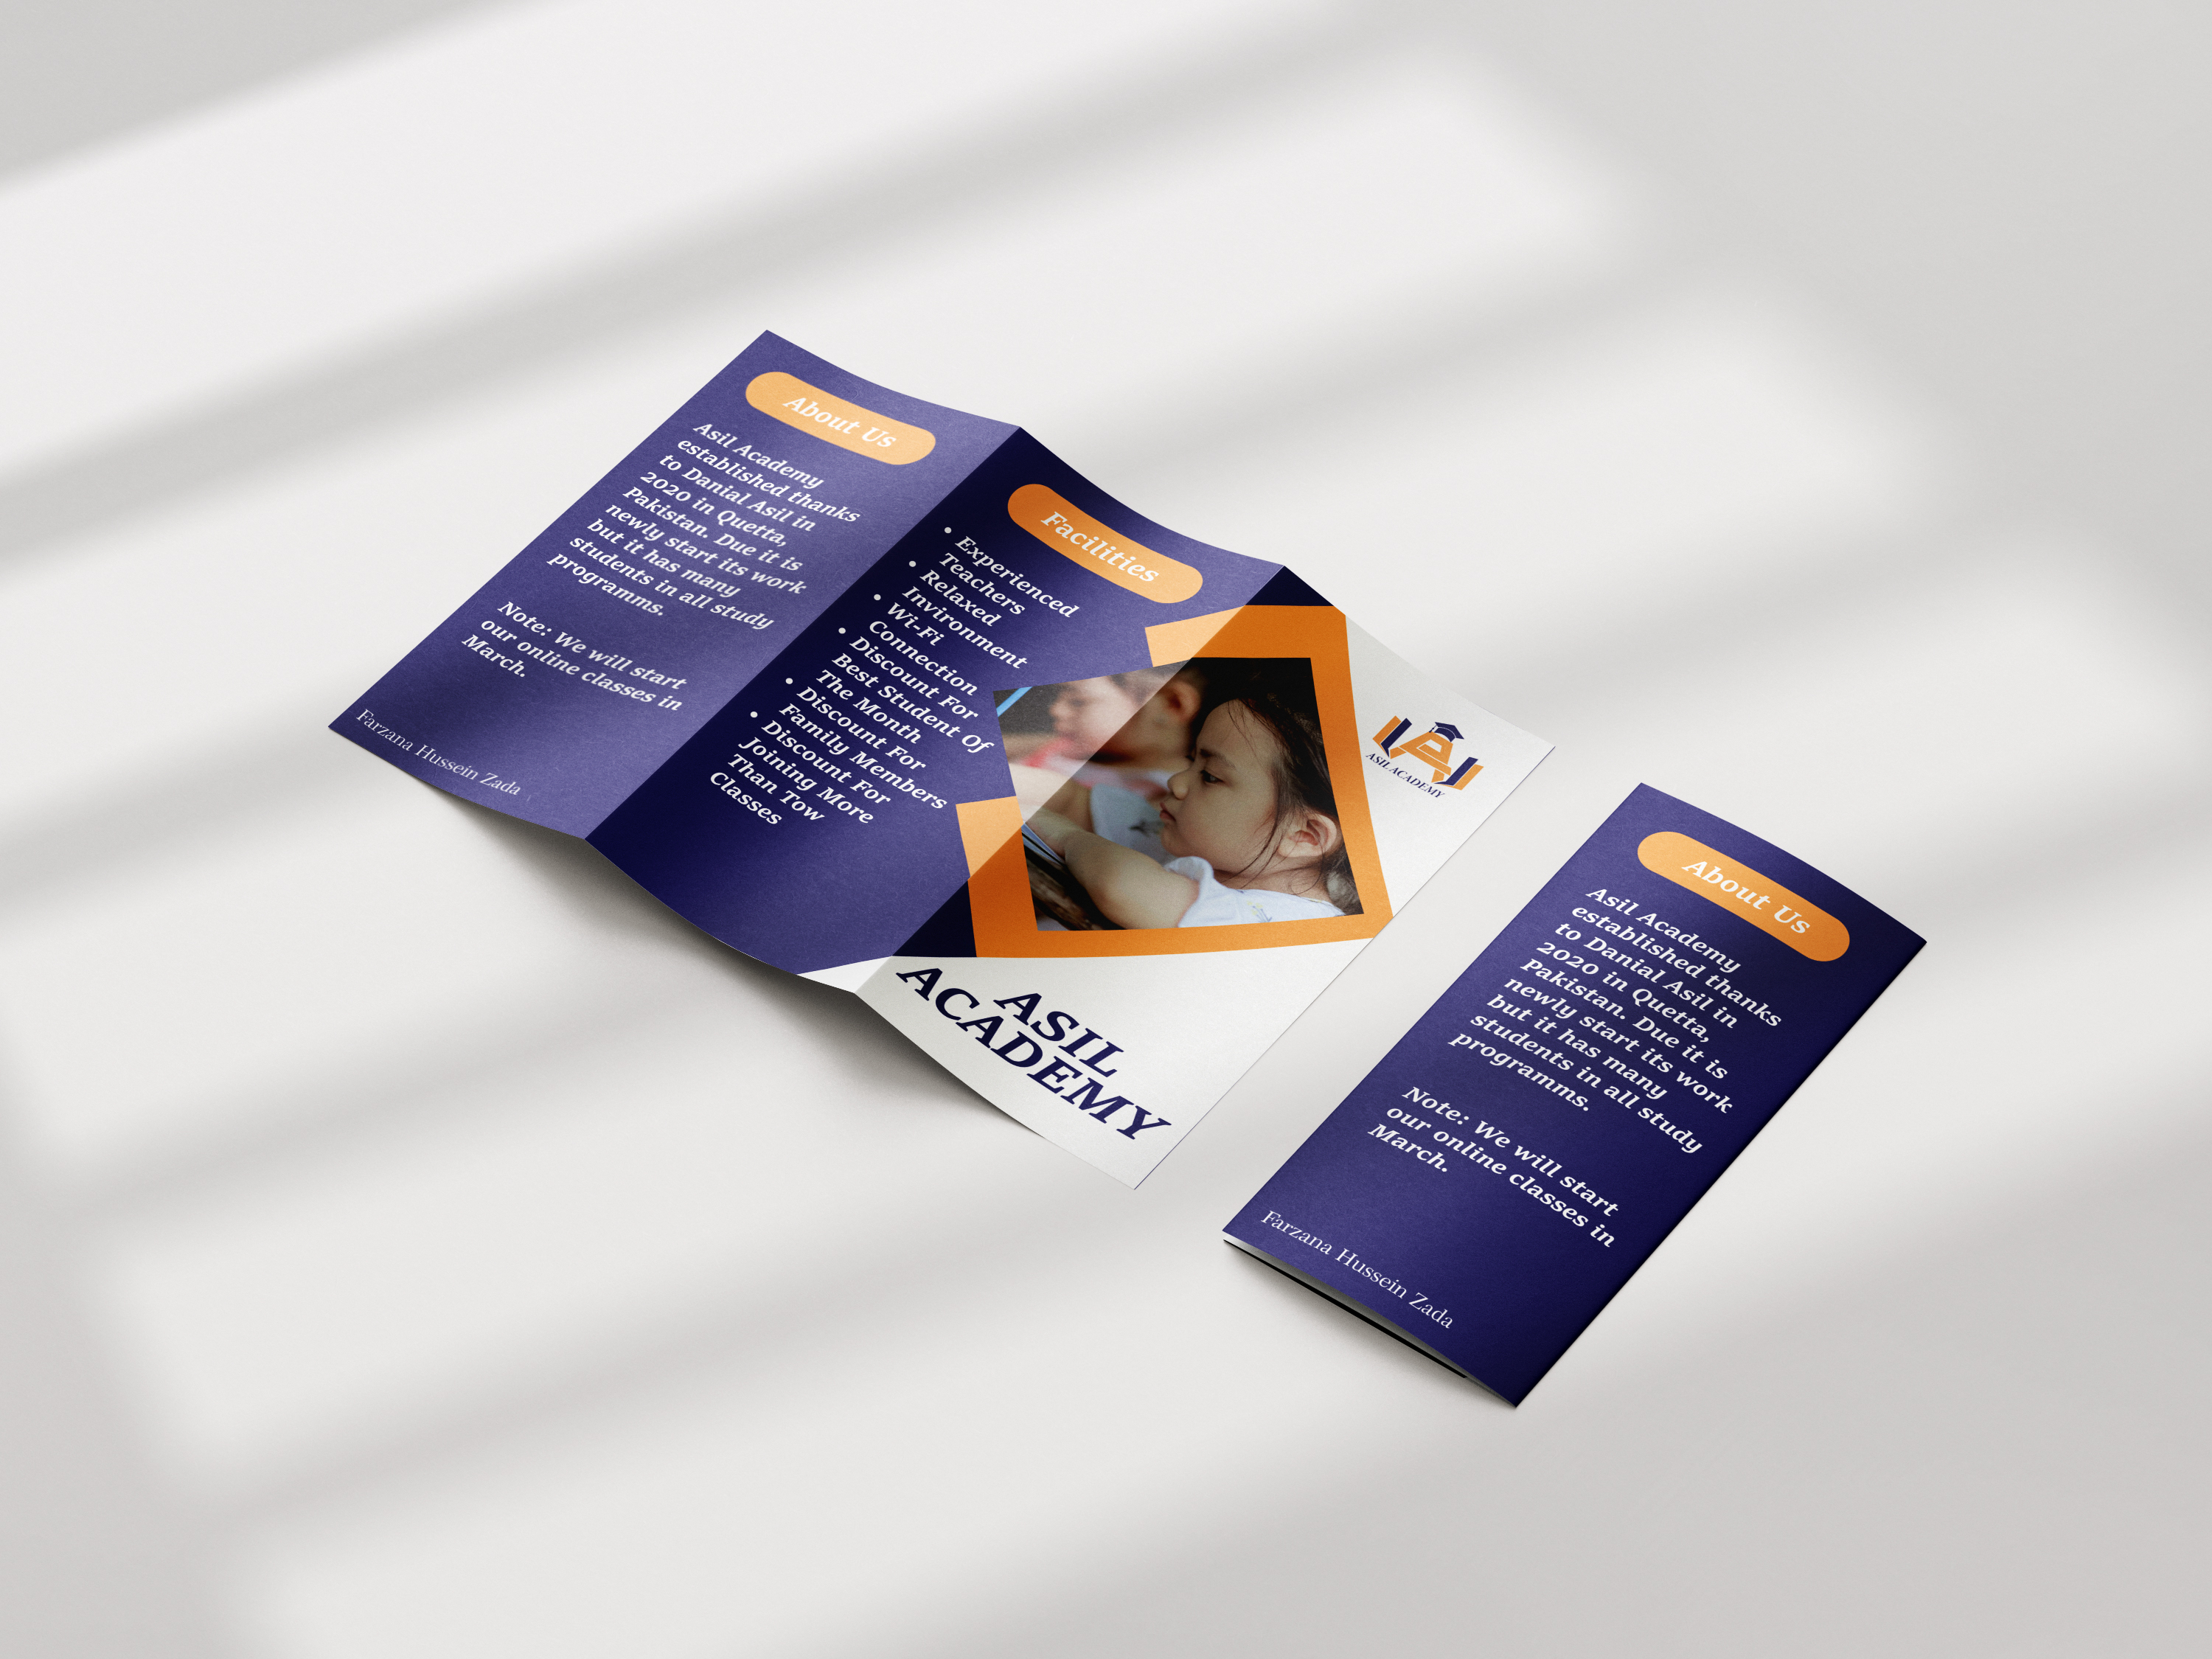 About Us
Asil Academy
established thanks
to Danial Asil in
2020 in Quetta,
Pakistan. Due it is
newly start its work
but it has many
students in all study
programms.
Note: We will start
our online classes in
March.
Farzana Hussein Zada
Facilities
• Experienced
Teachers
• Relaxed
Invironment
• Wi-Fi
Connection
• Discount For
Best Student Of
The Month
• Discount For
Family Members
• Discount For
Joining More
Than Tow
Classes
A
ASIL ACADEMY
ASIL
ACADEMY
About Us
Asil Academy
established thanks
to Danial Asil in
2020 in Quetta,
Pakistan. Due it is
newly start its work
but it has many
students in all study
programms.
Note: We will start
our online classes in
March.
Farzana Hussein Zada